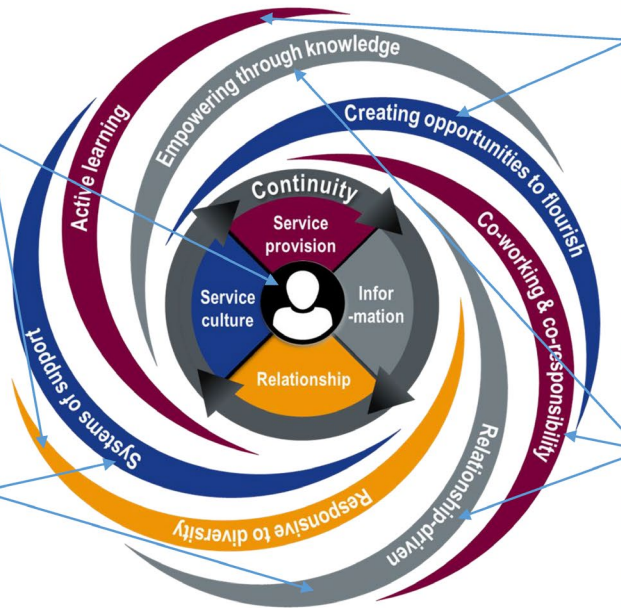 Empowering through knowledge
Creating opportunities to flourish
Active learning
Co-working & co-responsibility
Continuity
Service
provision
Service
culture
Infor
-mation
Relationship
Systems of support
Relationship-driven
Responsive to diversity